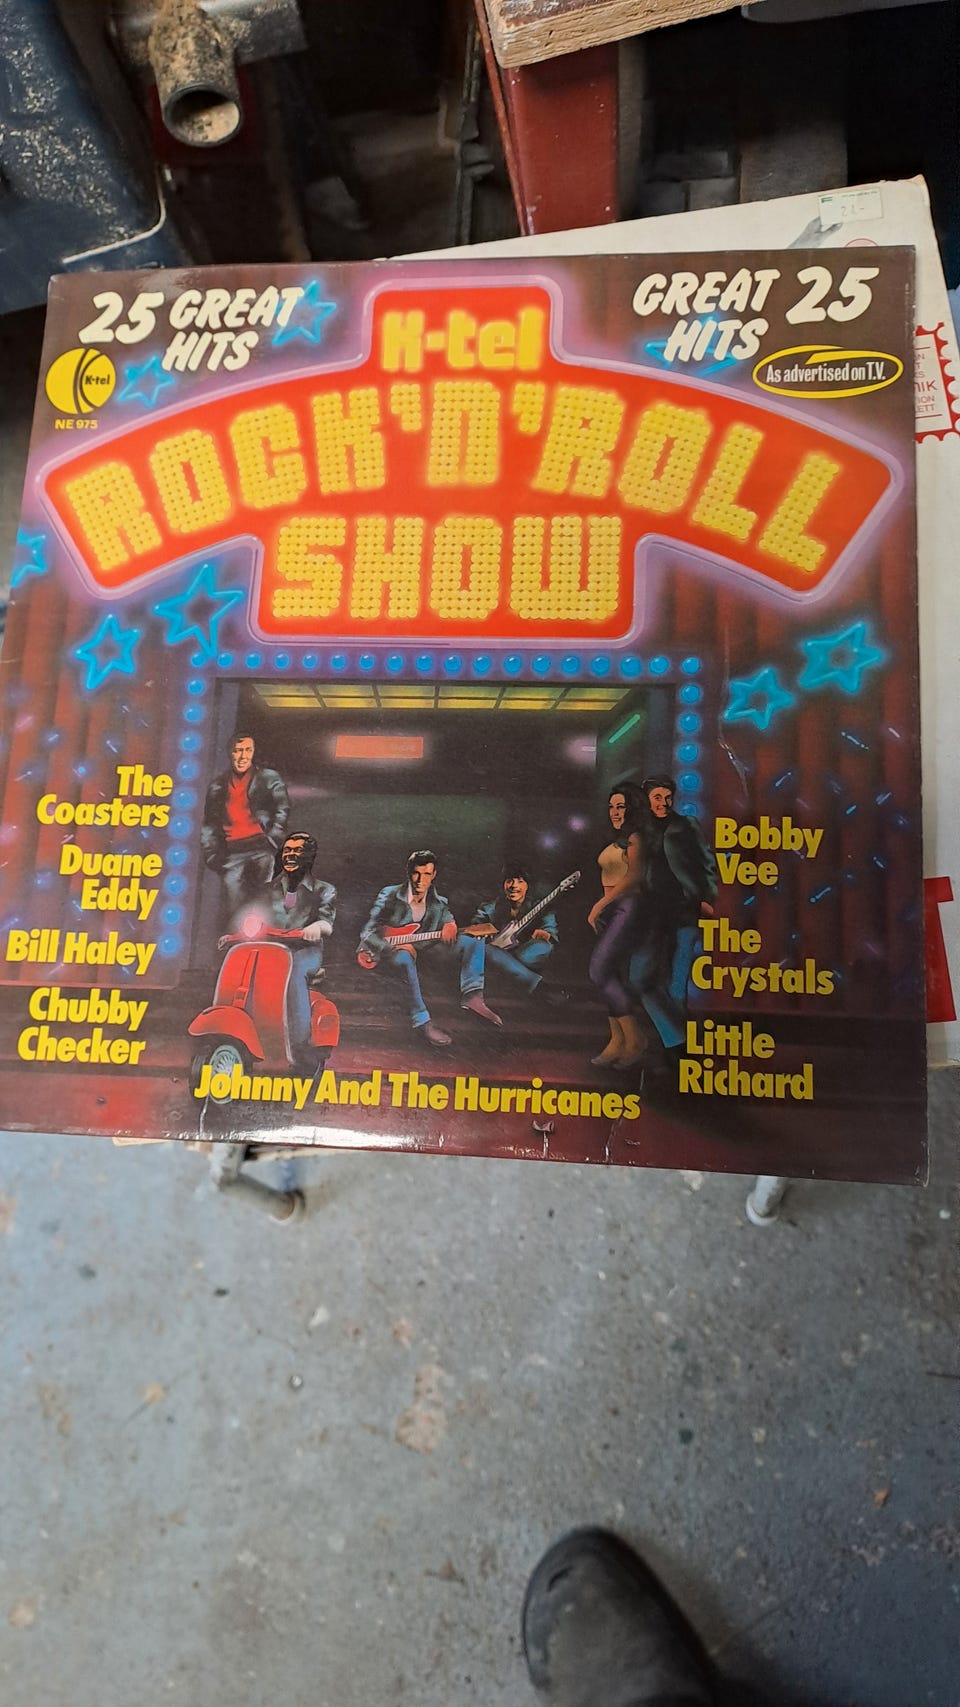 25 GREAT
HITS
K-tel
GREAT 25
HITS
K-tel
NE 975
As advertised on T.V.
ROCK'N'ROLL
SHOW
The
Coasters
Duane
Eddy
Bill Haley
Chubby
Checker
Johnny And The Hurricanes
Bobby
Vee
The
Crystals
Little
Richard